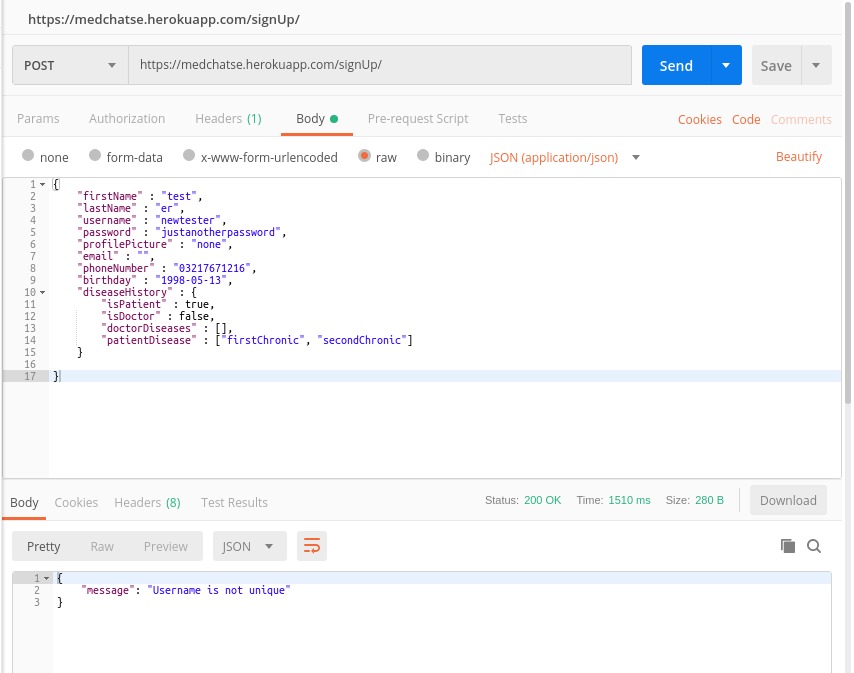 https://medchatse.herokuapp.com/signUp/
POST https://medchatse.herokuapp.com/signUp/ Send Save
Params Authorization Headers (1) Body Pre-request Script Tests Cookies Code Comments
none form-data x-www-form-urlencoded raw binary JSON (application/json) Beautify
1 {
2 "firstName" : "test",
3 "lastName" : "er",
4 "username" : "newtester",
5 "password" : "justanotherpassword",
6 "profilePicture" : "none",
7 "email" : "",
8 "phoneNumber" : "03217671216",
9 "birthday" : "1998-05-13",
10 "diseaseHistory" : {
11 "isPatient" : true,
12 "isDoctor" : false,
13 "doctorDiseases" : [],
14 "patientDisease" : ["firstChronic", "secondChronic"]
15 }
16
17 }
Body Cookies Headers (8) Test Results Status: 200 OK Time: 1510 ms Size: 280 B Download
Pretty Raw Preview JSON
1 {
2 "message": "Username is not unique"
3 }